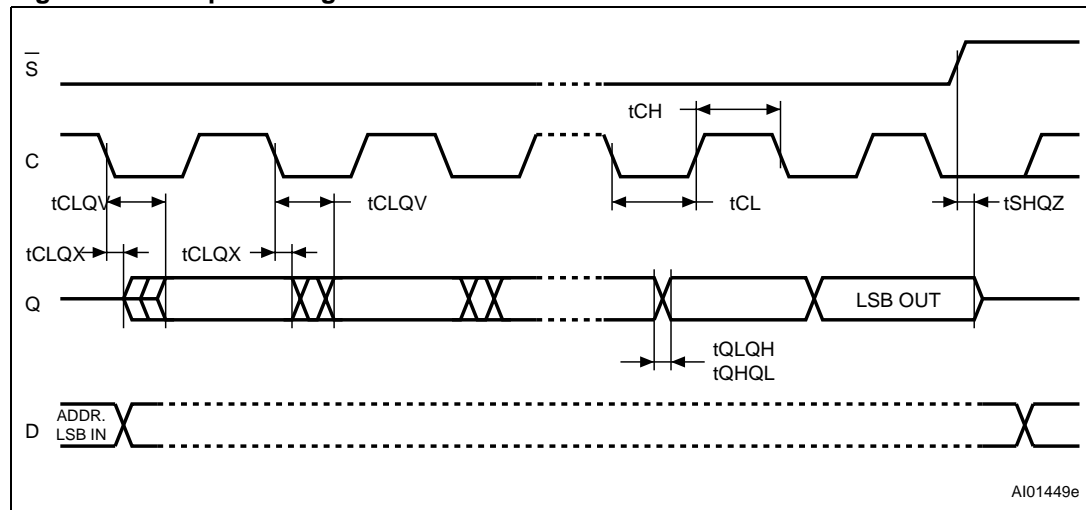 S
tCH
C
tCLQV
tCLQV
tCL
tSHQZ
tCLQX
tCLQX
Q
LSB OUT
tQLQH
tQHQL
D
ADDR.
LSB IN
AI01449e